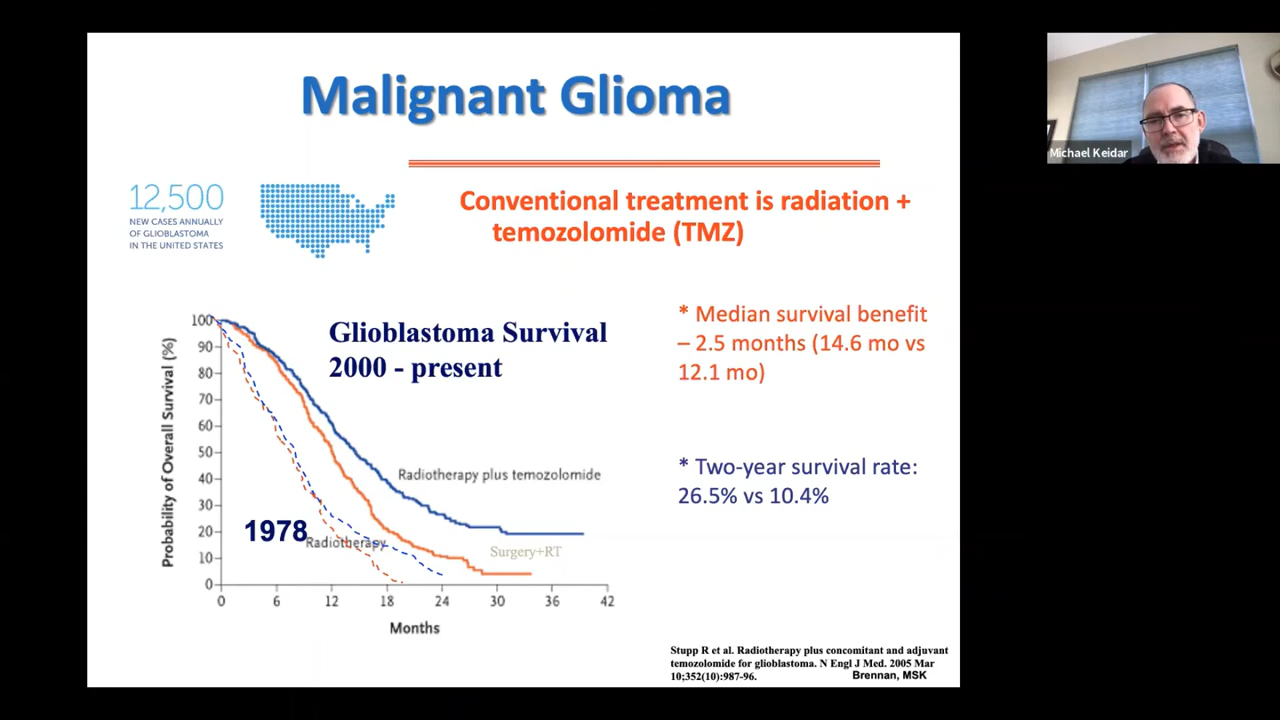 Malignant Glioma
Michael Keidar
12,500
NEW CASES ANNUALLY
OF GLIOBLASTOMA
IN THE UNITED STATES
Conventional treatment is radiation +
temozolomide (TMZ)
Glioblastoma Survival
2000 - present
Probability of Overall Survival (%)
100
90
80
70
60
50
40
30
20
10
0
Radiotherapy plus temozolomide
1978
Radiotherapy
Surgery+RT
0 6 12 18 24 30 36 42
Months
* Median survival benefit
– 2.5 months (14.6 mo vs
12.1 mo)
* Two-year survival rate:
26.5% vs 10.4%
Stupp R et al. Radiotherapy plus concomitant and adjuvant
temozolomide for glioblastoma. N Engl J Med. 2005 Mar
10;352(10):987-96.
Brennan, MSK